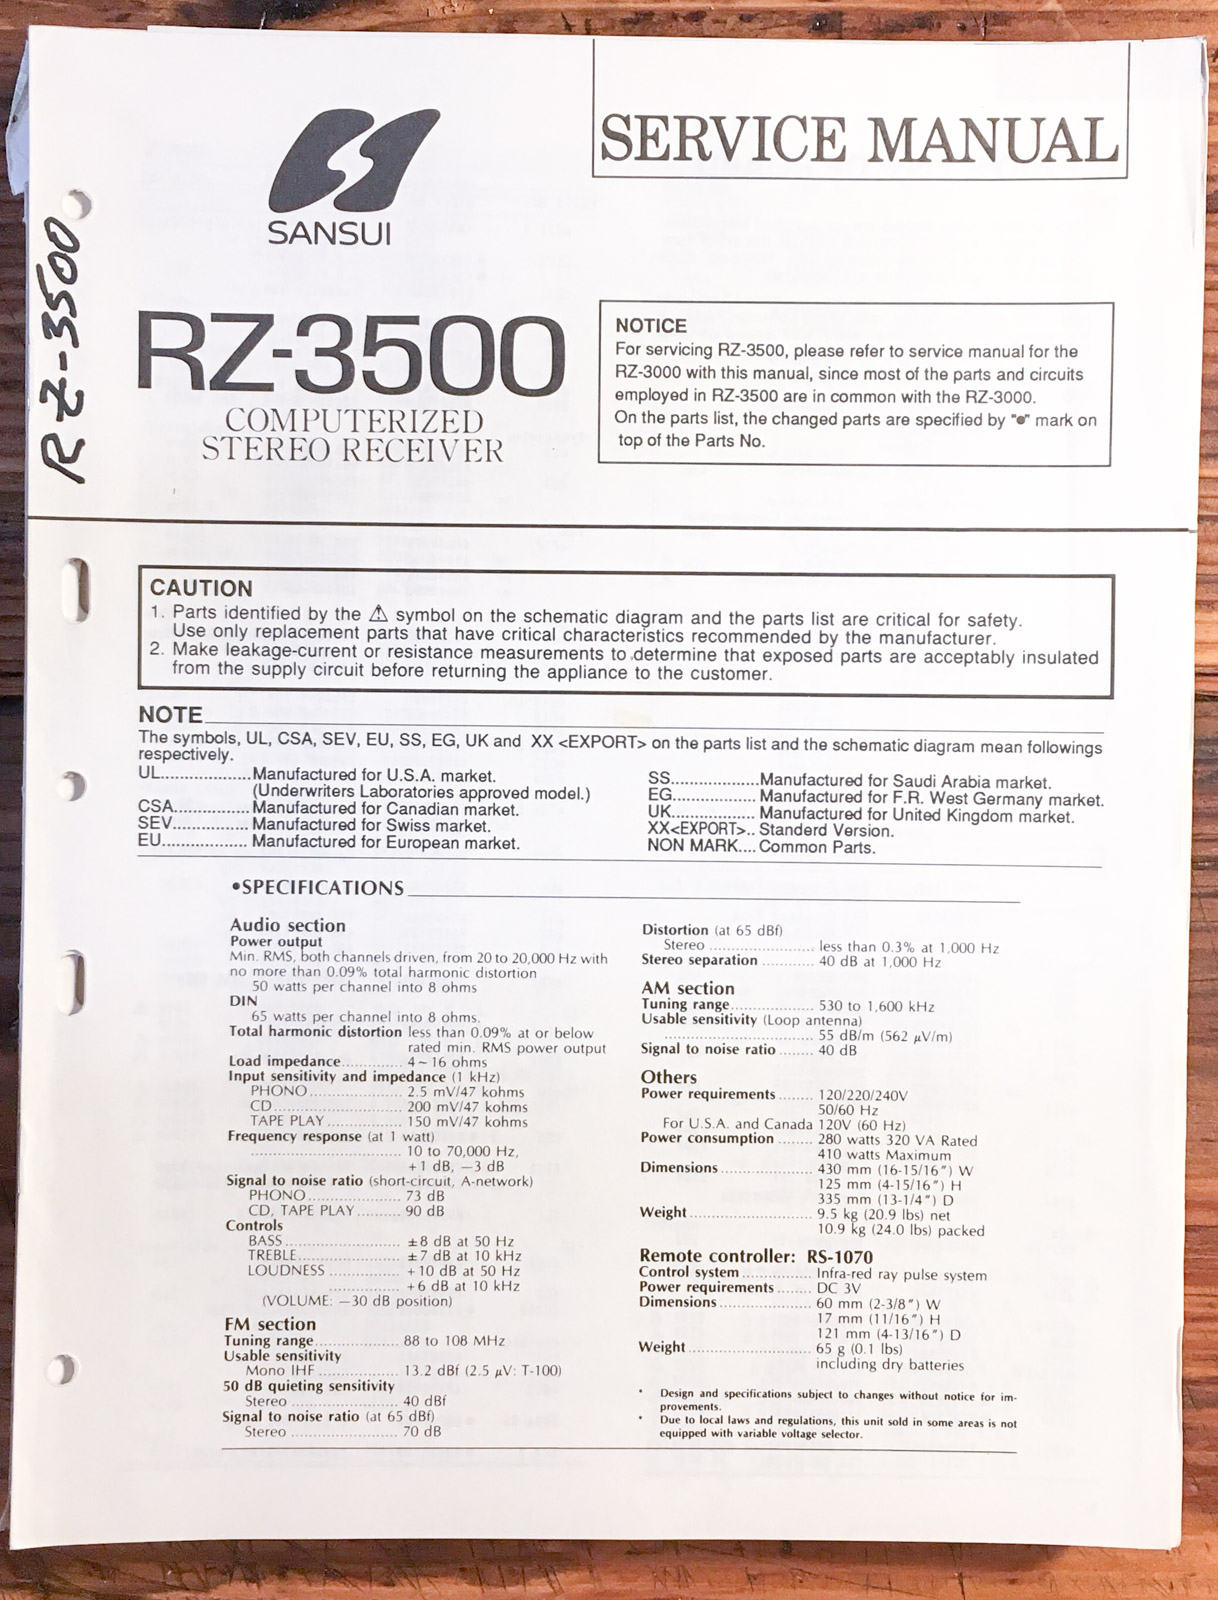 SERVICE MANUAL
SANSUI
RZ-3500
RZ-3500
COMPUTERIZED
STEREO RECEIVER
NOTICE
For servicing RZ-3500, please refer to service manual for the
RZ-3000 with this manual, since most of the parts and circuits
employed in RZ-3500 are in common with the RZ-3000.
On the parts list, the changed parts are specified by "●" mark on
top of the Parts No.
CAUTION
1. Parts identified by the ⚠ symbol on the schematic diagram and the parts list are critical for safety.
Use only replacement parts that have critical characteristics recommended by the manufacturer.
2. Make leakage-current or resistance measurements to determine that exposed parts are acceptably insulated
from the supply circuit before returning the appliance to the customer.
NOTE
The symbols, UL, CSA, SEV, EU, SS, EG, UK and XX <EXPORT> on the parts list and the schematic diagram mean followings
respectively.
UL..................Manufactured for U.S.A. market.
(Underwriters Laboratories approved model.)
CSA...............Manufactured for Canadian market.
SEV...............Manufactured for Swiss market.
EU.................Manufactured for European market.
SS.................Manufactured for Saudi Arabia market.
EG.................Manufactured for F.R. West Germany market.
UK.................Manufactured for United Kingdom market.
XX<EXPORT>.. Standerd Version.
NON MARK.... Common Parts.
•SPECIFICATIONS
Audio section
Power output
Min. RMS, both channels driven, from 20 to 20,000 Hz with
no more than 0.09% total harmonic distortion
50 watts per channel into 8 ohms
DIN
65 watts per channel into 8 ohms.
Total harmonic distortion less than 0.09% at or below
rated min. RMS power output
Load impedance............. 4~16 ohms
Input sensitivity and impedance (1 kHz)
PHONO.................... 2.5 mV/47 kohms
CD........................... 200 mV/47 kohms
TAPE PLAY................ 150 mV/47 kohms
Frequency response (at 1 watt)
................................. 10 to 70,000 Hz,
+1 dB, −3 dB
Signal to noise ratio (short-circuit, A-network)
PHONO.................... 73 dB
CD, TAPE PLAY.......... 90 dB
Controls
BASS......................... ±8 dB at 50 Hz
TREBLE...................... ±7 dB at 10 kHz
LOUDNESS................ +10 dB at 50 Hz
................ +6 dB at 10 kHz
(VOLUME: −30 dB position)
FM section
Tuning range.................. 88 to 108 MHz
Usable sensitivity
Mono IHF.................. 13.2 dBf (2.5 μV: T-100)
50 dB quieting sensitivity
Stereo........................ 40 dBf
Signal to noise ratio (at 65 dBf)
Stereo........................ 70 dB
Distortion (at 65 dBf)
Stereo........................ less than 0.3% at 1,000 Hz
Stereo separation............ 40 dB at 1,000 Hz
AM section
Tuning range.................. 530 to 1,600 kHz
Usable sensitivity (Loop antenna)
................................. 55 dB/m (562 μV/m)
Signal to noise ratio........ 40 dB
Others
Power requirements........ 120/220/240V
50/60 Hz
For U.S.A. and Canada 120V (60 Hz)
Power consumption........ 280 watts 320 VA Rated
410 watts Maximum
Dimensions.................... 430 mm (16-15/16") W
125 mm (4-15/16") H
335 mm (13-1/4") D
Weight........................... 9.5 kg (20.9 lbs) net
10.9 kg (24.0 lbs) packed
Remote controller: RS-1070
Control system............... Infra-red ray pulse system
Power requirements........ DC 3V
Dimensions.................... 60 mm (2-3/8") W
17 mm (11/16") H
121 mm (4-13/16") D
Weight........................... 65 g (0.1 lbs)
including dry batteries
* Design and specifications subject to changes without notice for im-
provements.
* Due to local laws and regulations, this unit sold in some areas is not
equipped with variable voltage selector.